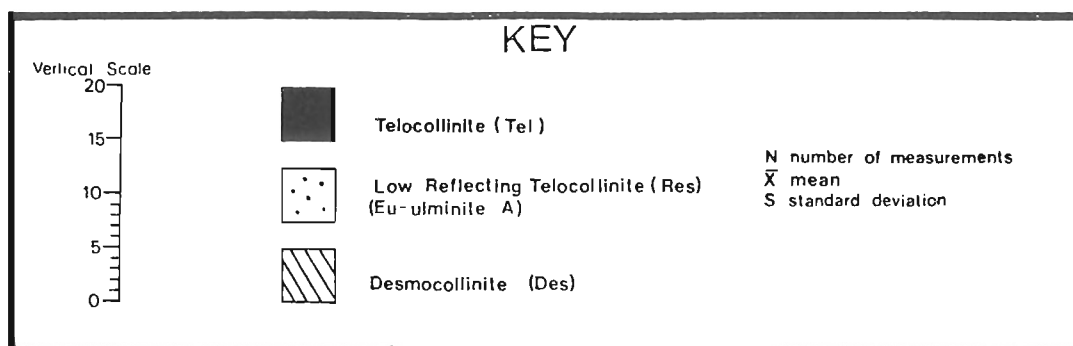 KEY
Vertical Scale
20
15
10
5
0
Telocollinite (Tel)
Low Reflecting Telocollinite (Res)
(Eu-ulminite A)
Desmocollinite (Des)
N number of measurements
X̅ mean
S standard deviation